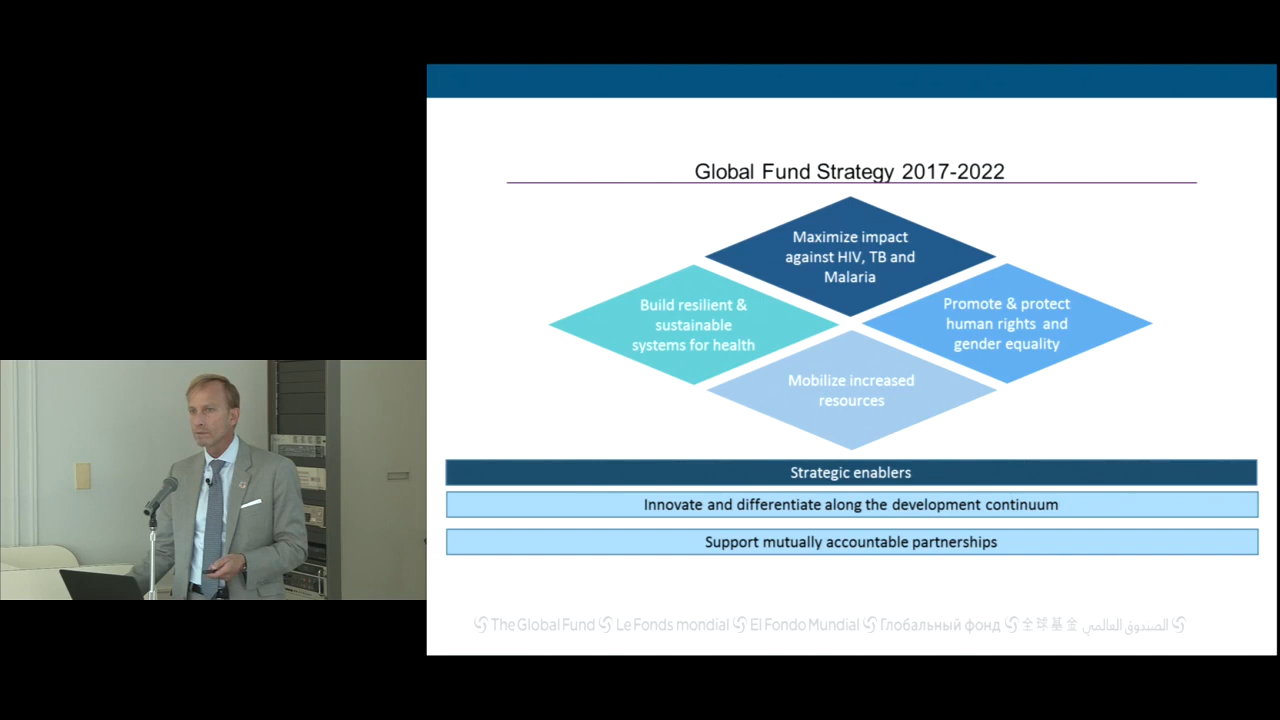 Global Fund Strategy 2017-2022
Maximize impact
against HIV, TB and
Malaria
Build resilient &
sustainable
systems for health
Promote & protect
human rights and
gender equality
Mobilize increased
resources
Strategic enablers
Innovate and differentiate along the development continuum
Support mutually accountable partnerships
The Global Fund Le Fonds mondial El Fondo Mundial Глобальный фонд 全球基金 الصندوق العالمي